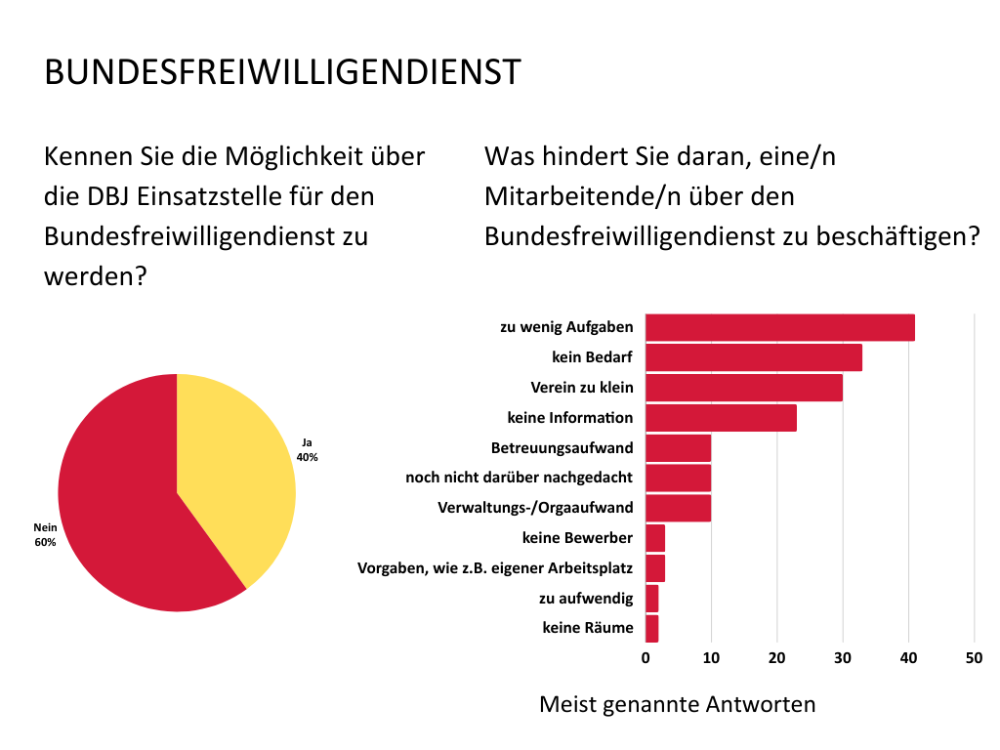 BUNDESFREIWILLIGENDIENST
Kennen Sie die Möglichkeit über
die DBJ Einsatzstelle für den
Bundesfreiwilligendienst zu
werden?
Ja
40%
Nein
60%
Was hindert Sie daran, eine/n
Mitarbeitende/n über den
Bundesfreiwilligendienst zu beschäftigen?
zu wenig Aufgaben
kein Bedarf
Verein zu klein
keine Information
Betreuungsaufwand
noch nicht darüber nachgedacht
Verwaltungs-/Orgaaufwand
keine Bewerber
Vorgaben, wie z.B. eigener Arbeitsplatz
zu aufwendig
keine Räume
0 10 20 30 40 50
Meist genannte Antworten